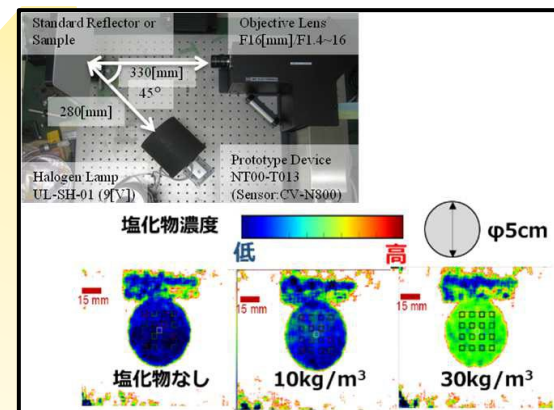 Standard Reflector or
Sample
Objective Lens
F16[mm]/F1.4~16
330[mm]
45°
280[mm]
Halogen Lamp
UL-SH-01 (9[V])
Prototype Device
NT00-T013
(Sensor:CV-N800)
塩化物濃度
低
高
φ5cm
15 mm
15 mm
15 mm
塩化物なし
10kg/m³
30kg/m³